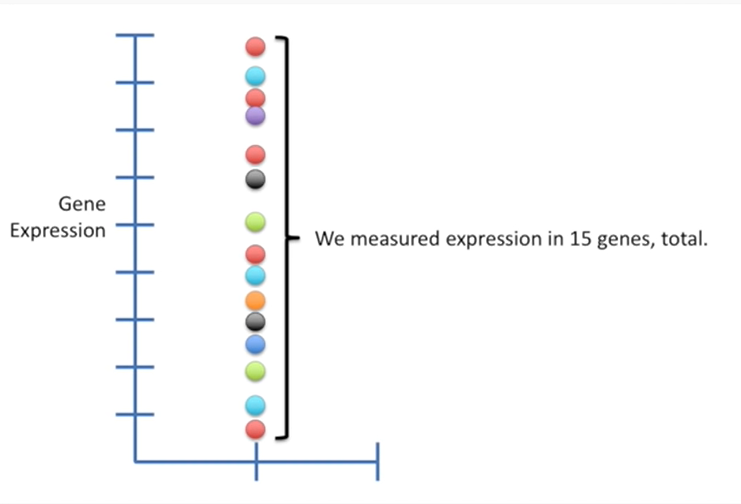 Gene
Expression
We measured expression in 15 genes, total.